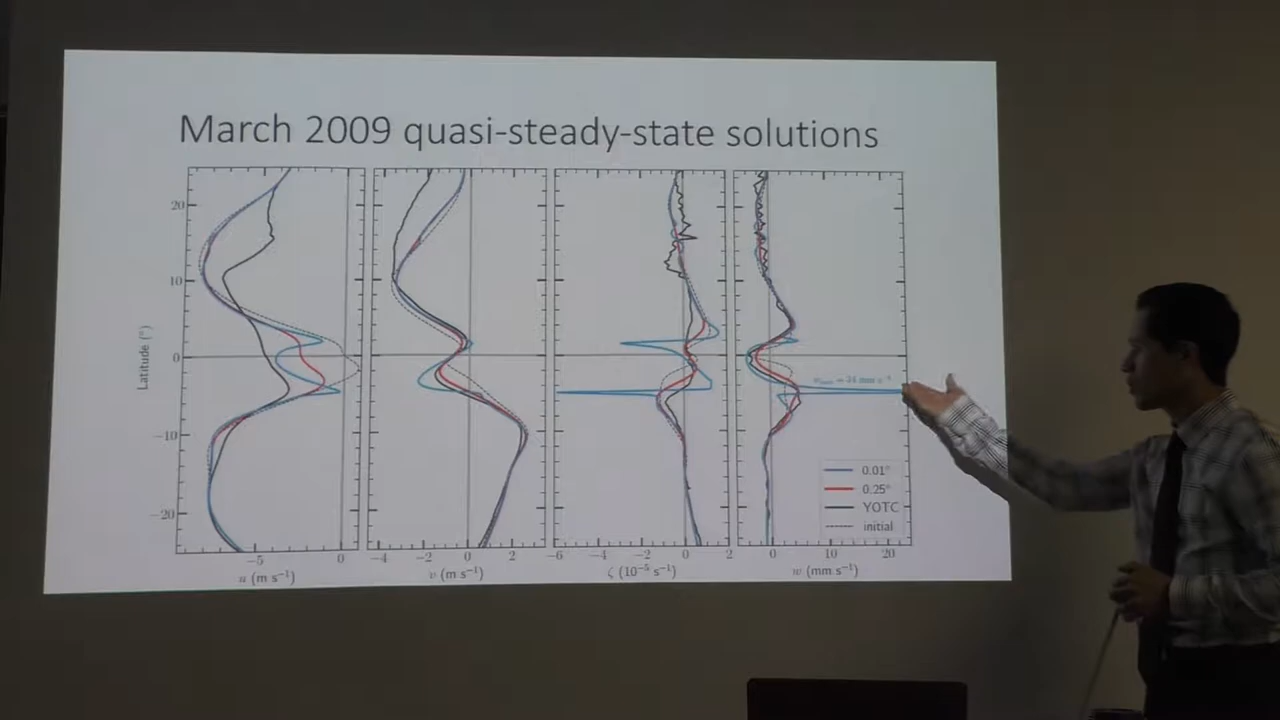 March 2009 quasi-steady-state solutions
20
10
0
−10
−20
Latitude (°)
−5 0
u (m s⁻¹)
−4 −2 0 2
v (m s⁻¹)
−6 −4 −2 0 2
ζ (10⁻⁵ s⁻¹)
0 10 20
w (mm s⁻¹)
0.01°
0.25°
YOTC
initial